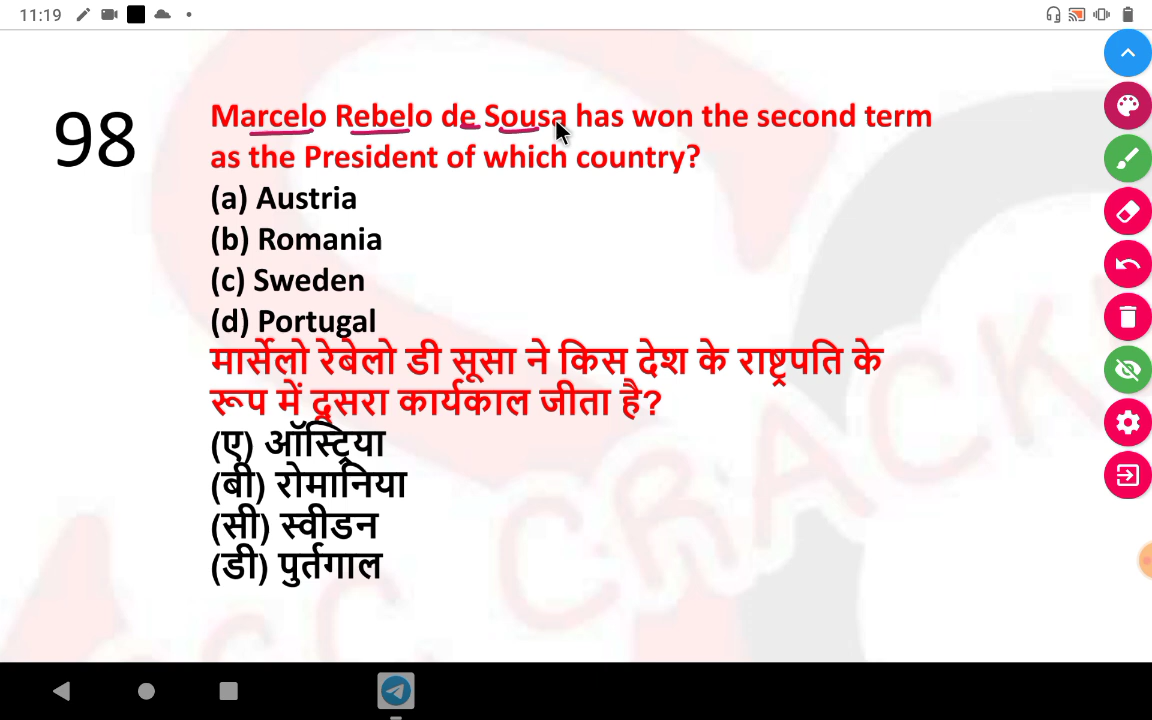 11:19
98
Marcelo Rebelo de Sousa has won the second term
as the President of which country?
(a) Austria
(b) Romania
(c) Sweden
(d) Portugal
मार्सेलो रेबेलो डी सूसा ने किस देश के राष्ट्रपति के
रूप में दूसरा कार्यकाल जीता है?
(ए) ऑस्ट्रिया
(बी) रोमानिया
(सी) स्वीडन
(डी) पुर्तगाल